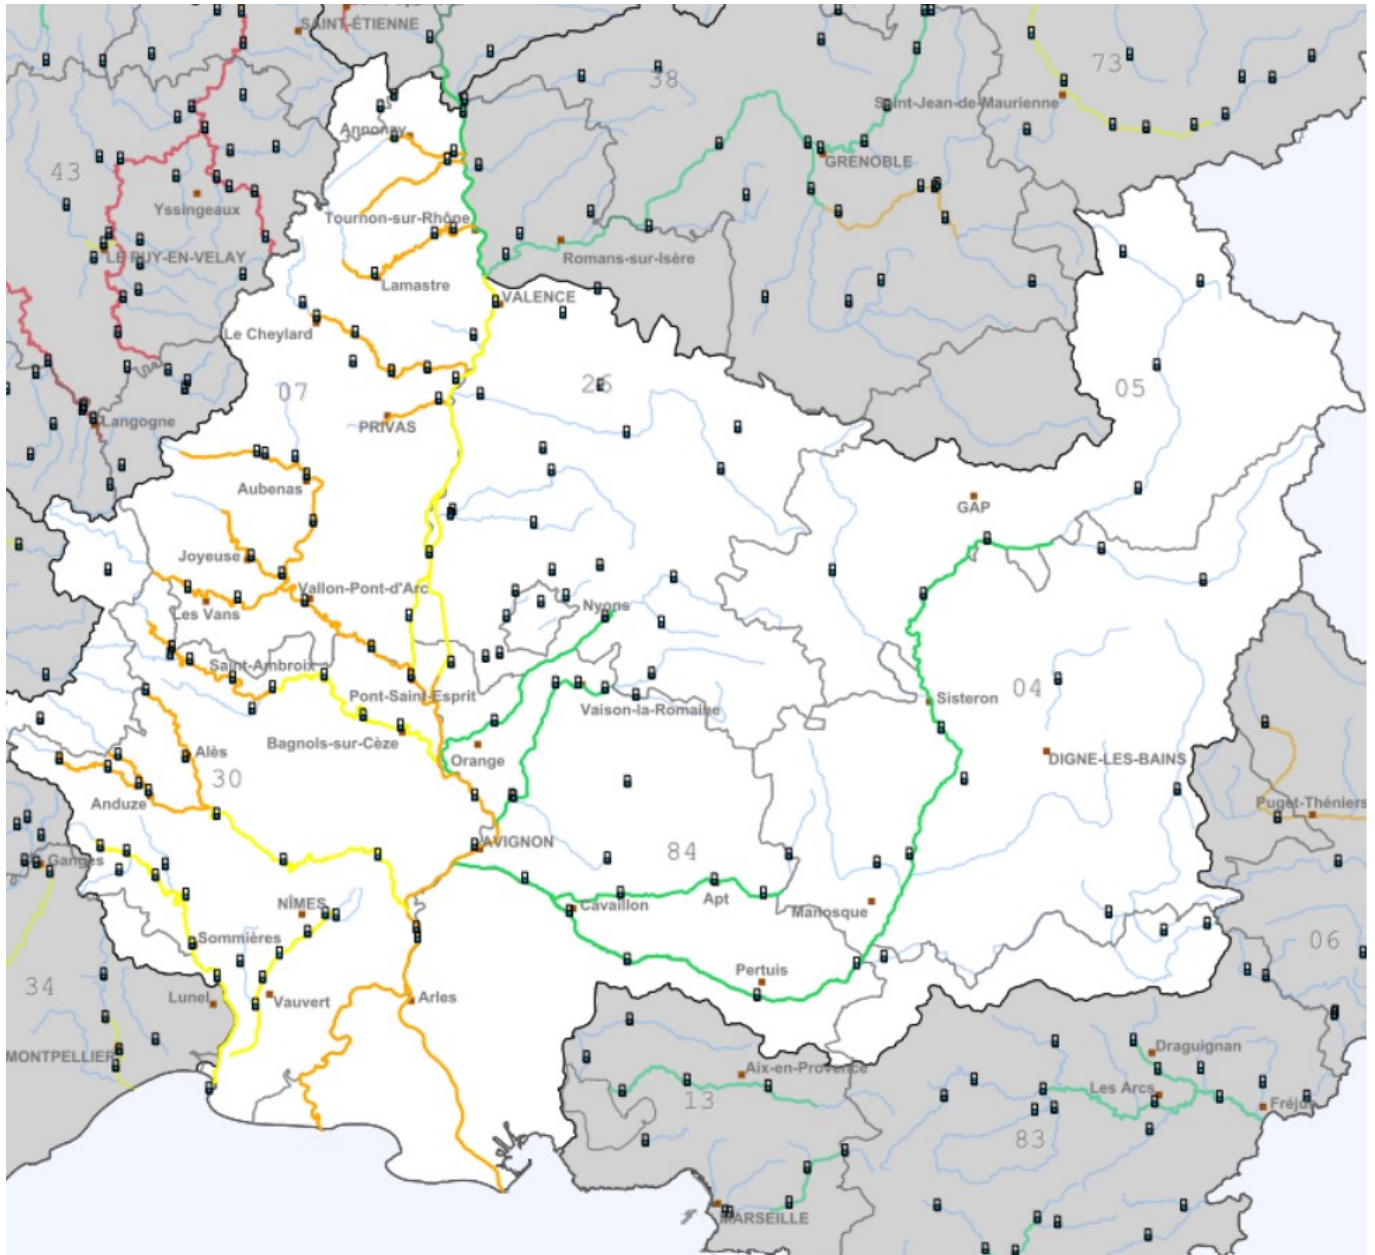 SAINT-ÉTIENNE
38
73
Saint-Jean-de-Maurienne
Annonay
GRENOBLE
43
Yssingeaux
Tournon-sur-Rhône
LE PUY-EN-VELAY
Romans-sur-Isère
Lamastre
VALENCE
Le Cheylard
07
26
05
Langogne
PRIVAS
Aubenas
GAP
Joyeuse
Vallon-Pont-d'Arc
Les Vans
Nyons
Saint-Ambroix
04
Pont-Saint-Esprit
Sisteron
Vaison-la-Romaine
Bagnols-sur-Cèze
Alès
Orange
DIGNE-LES-BAINS
30
Anduze
Puget-Théniers
AVIGNON
84
Ganges
Cavaillon
Apt
NÎMES
Manosque
Sommières
06
Pertuis
34
Lunel
Vauvert
Arles
MONTPELLIER
Draguignan
Aix-en-Provence
Les Arcs
13
Fréjus
83
MARSEILLE